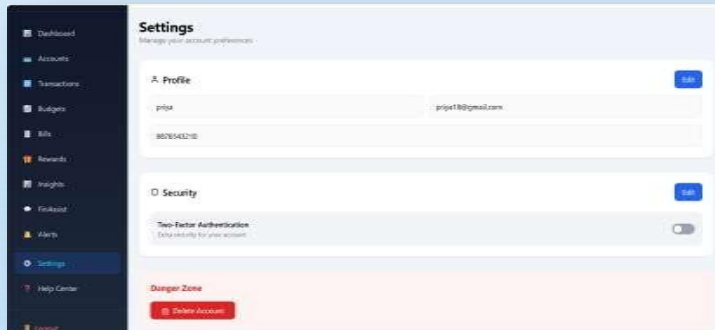 Dashboard
Accounts
Transactions
Budgets
Bills
Rewards
Insights
FinAssist
Alerts
Settings
Help Center
Logout
Settings
Manage your account preferences
Profile
Edit
priya
priya18@gmail.com
9876543210
Security
Edit
Two-Factor Authentication
Extra security for your account
Danger Zone
Delete Account